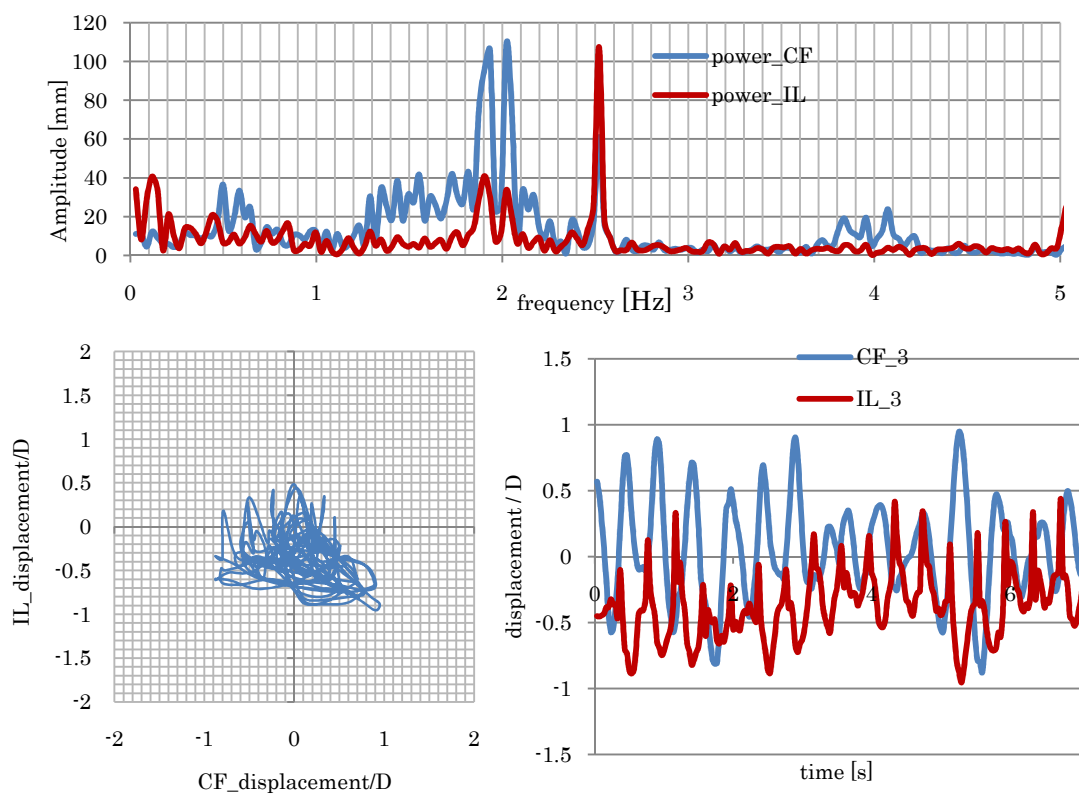 120
100
80
60
40
20
0
Amplitude [mm]
power_CF
power_IL
0 1 2 3 4 5
frequency [Hz]
2
1.5
1
0.5
0
-0.5
-1
-1.5
-2
IL_displacement/D
-2 -1 0 1 2
CF_displacement/D
1.5
1
0.5
0
-0.5
-1
-1.5
displacement / D
CF_3
IL_3
0 2 4 6
time [s]